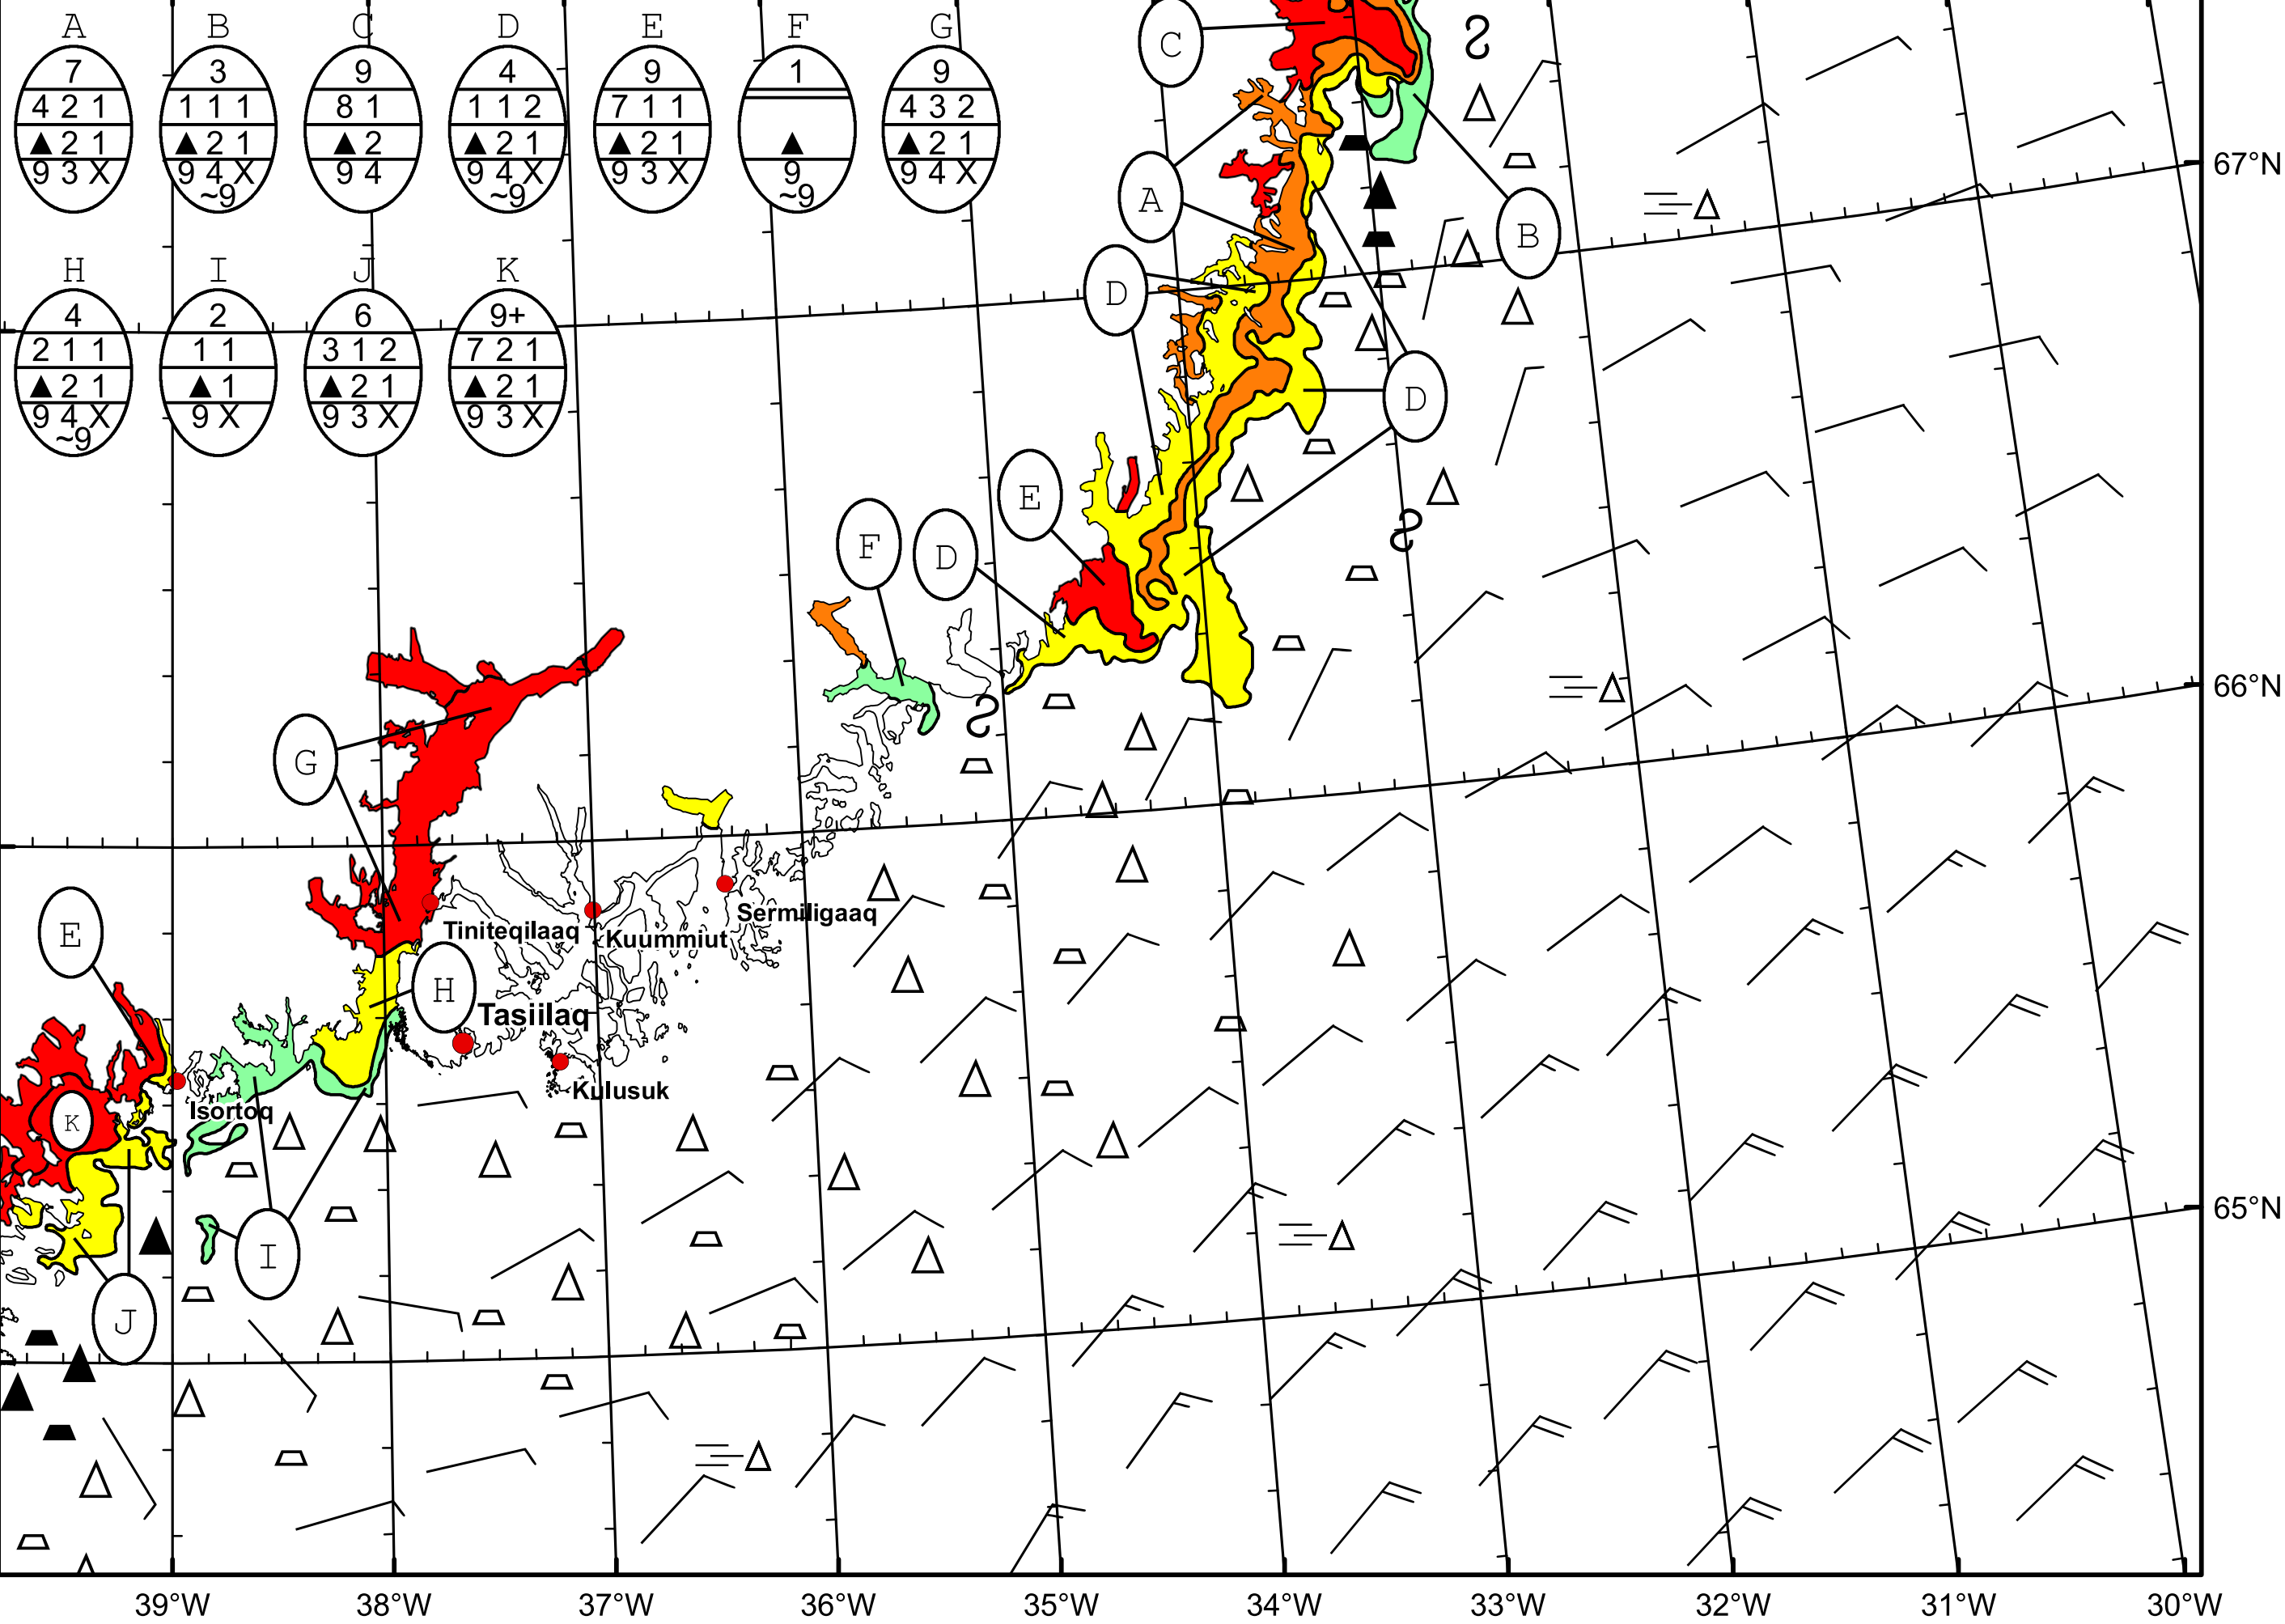 A B C D E F G
7 3 9 4 9 1 9
4 2 1 1 1 1 8 1 1 1 2 7 1 1 4 3 2
▲ 2 1 ▲ 2 1 ▲ 2 ▲ 2 1 ▲ 2 1 ▲ ▲ 2 1
9 3 X 9 4 X 9 4 9 4 X 9 3 X 9 9 4 X
~9 ~9 ~9
H I J K
4 2 6 9+
2 1 1 1 1 3 1 2 7 2 1
▲ 2 1 ▲ 1 ▲ 2 1 ▲ 2 1
9 4 X 9 X 9 3 X 9 3 X
~9
C
67°N
A
B
D
D
E
F
D
66°N
G
Sermiligaaq
E
Tiniteqilaaq
Kuummiut
H
Tasiilaq
Kulusuk
K
Isortoq
65°N
I
J
39°W 38°W 37°W 36°W 35°W 34°W 33°W 32°W 31°W 30°W